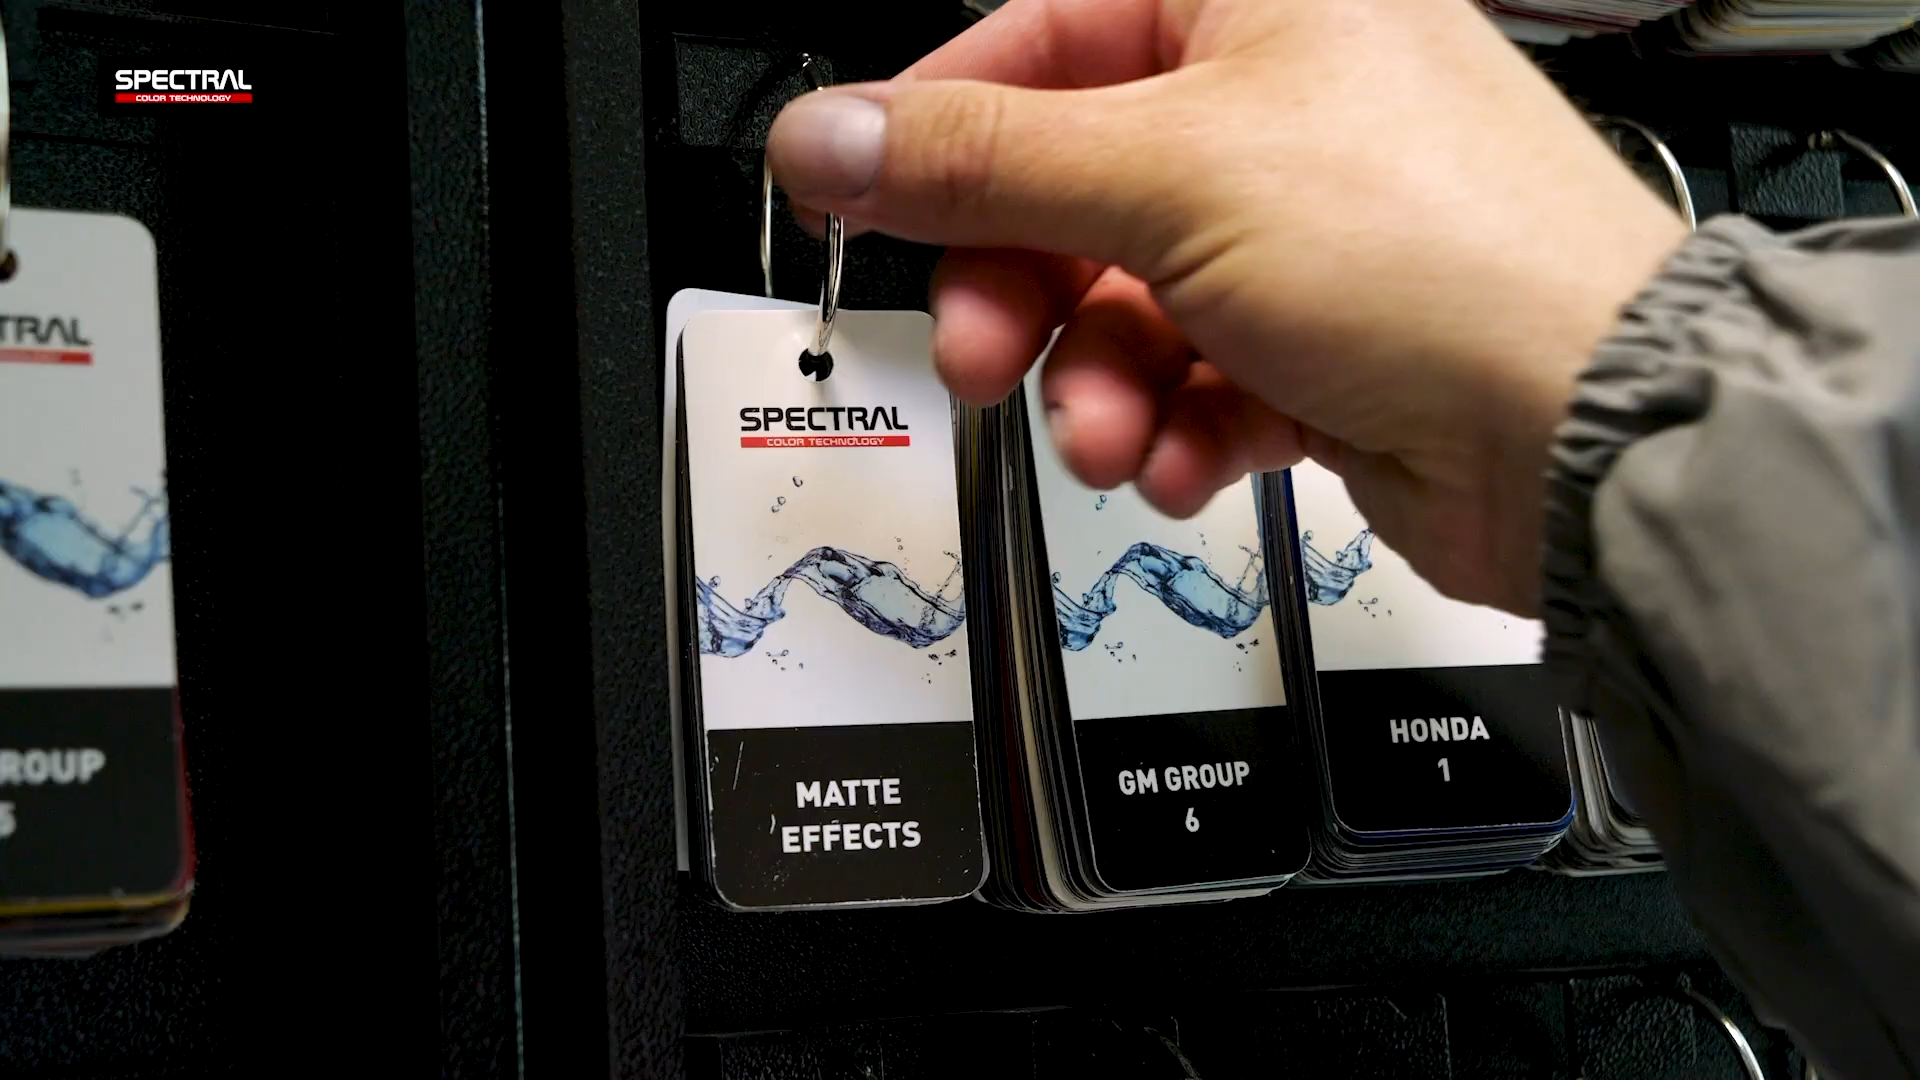 SPECTRAL
COLOR TECHNOLOGY
SPECTRAL
COLOR TECHNOLOGY
MATTE
EFFECTS
GM GROUP
6
HONDA
1